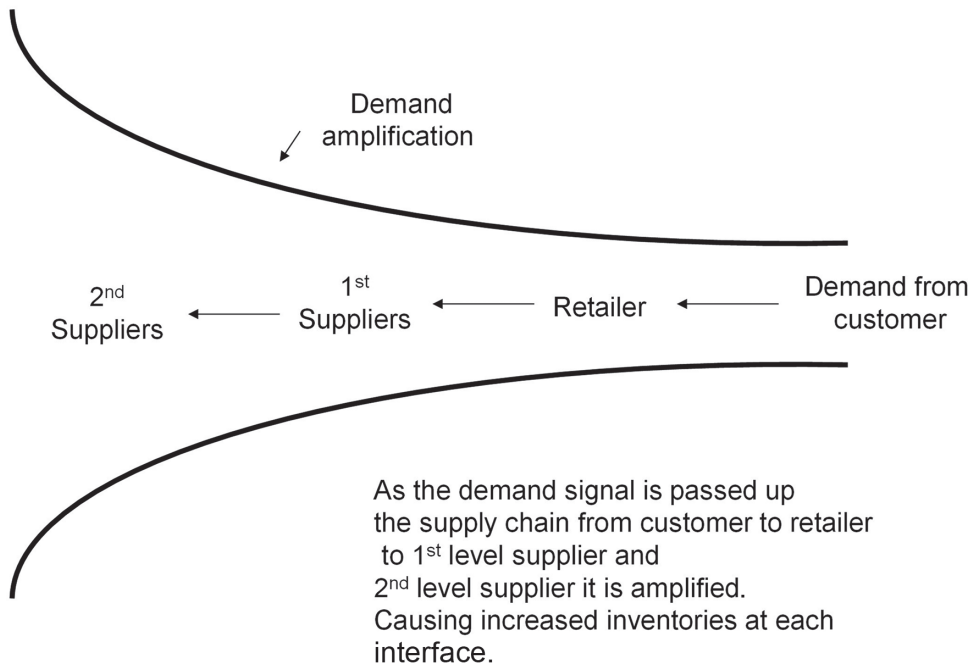 Demand
amplification
2nd
Suppliers
1st
Suppliers
Retailer
Demand from
customer
As the demand signal is passed up
the supply chain from customer to retailer
to 1st level supplier and
2nd level supplier it is amplified.
Causing increased inventories at each
interface.